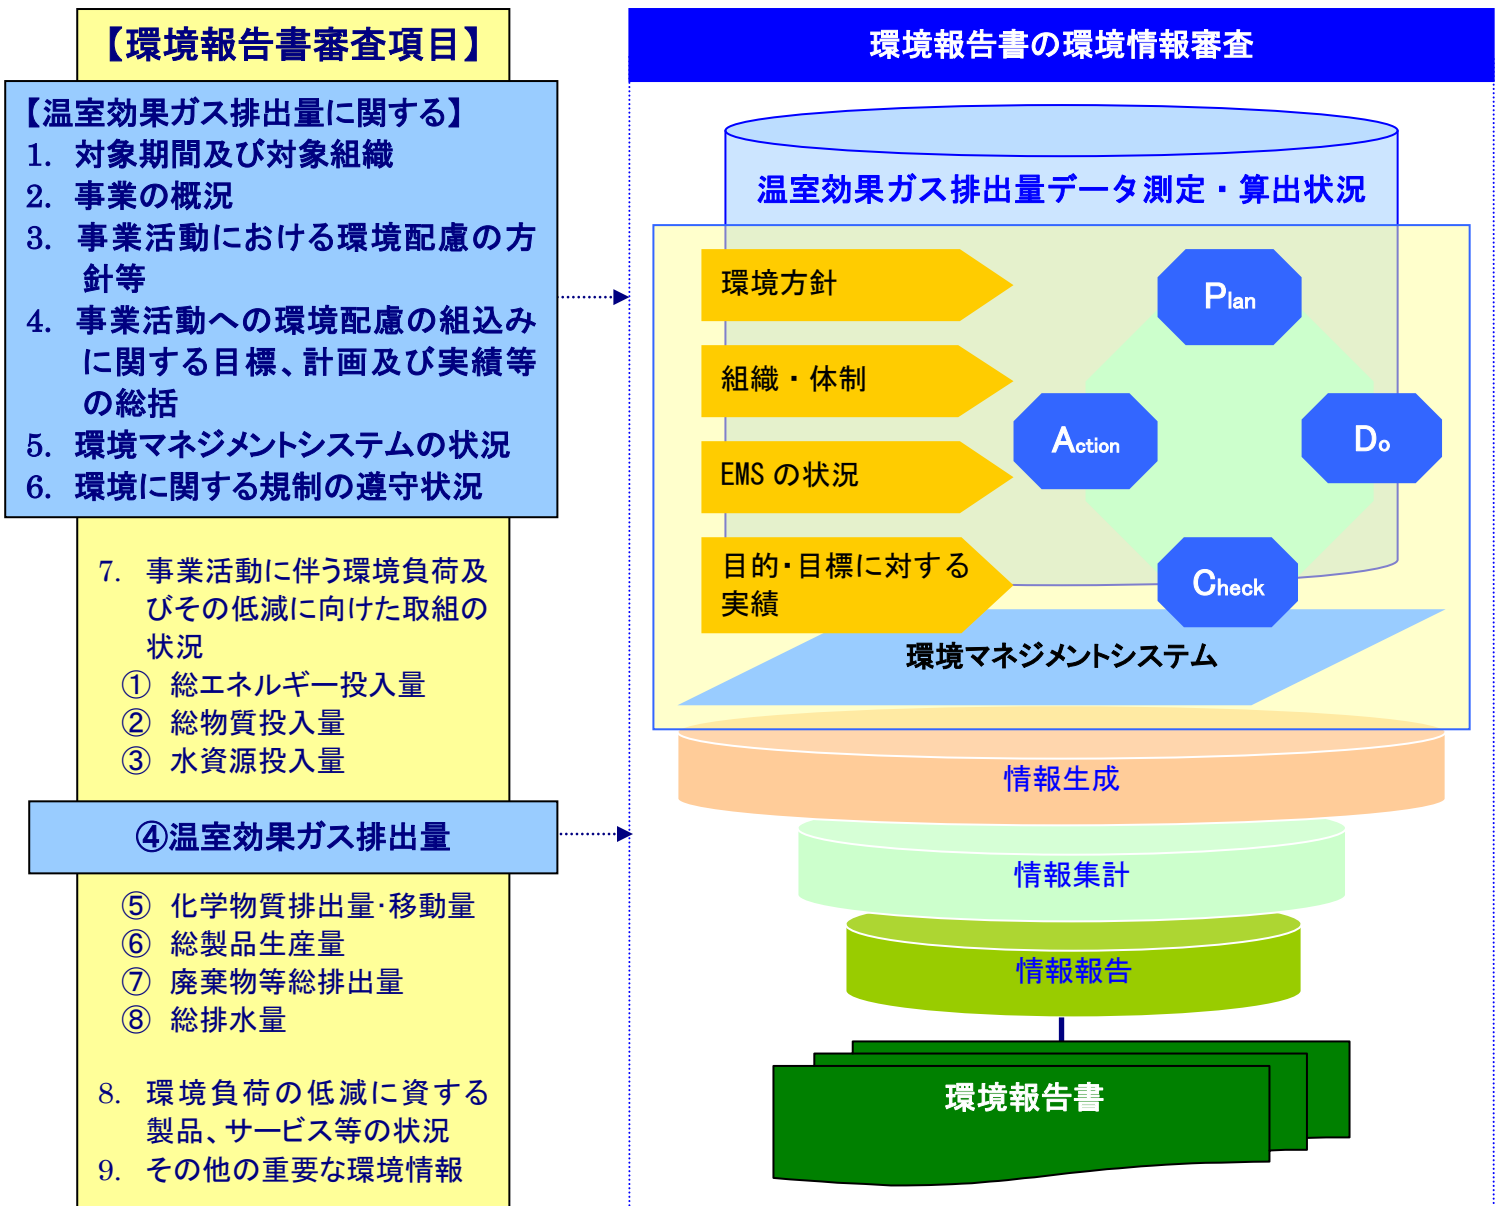 【環境報告書審査項目】
【温室効果ガス排出量に関する】
1. 対象期間及び対象組織
2. 事業の概況
3. 事業活動における環境配慮の方
針等
4. 事業活動への環境配慮の組込み
に関する目標、計画及び実績等
の総括
5. 環境マネジメントシステムの状況
6. 環境に関する規制の遵守状況
7. 事業活動に伴う環境負荷及
びその低減に向けた取組の
状況
① 総エネルギー投入量
② 総物質投入量
③ 水資源投入量
④温室効果ガス排出量
⑤ 化学物質排出量・移動量
⑥ 総製品生産量
⑦ 廃棄物等総排出量
⑧ 総排水量
8. 環境負荷の低減に資する
製品、サービス等の状況
9. その他の重要な環境情報
環境報告書の環境情報審査
温室効果ガス排出量データ測定・算出状況
環境方針
組織・体制
EMS の状況
目的・目標に対する
実績
Plan
Action
Do
Check
環境マネジメントシステム
情報生成
情報集計
情報報告
環境報告書